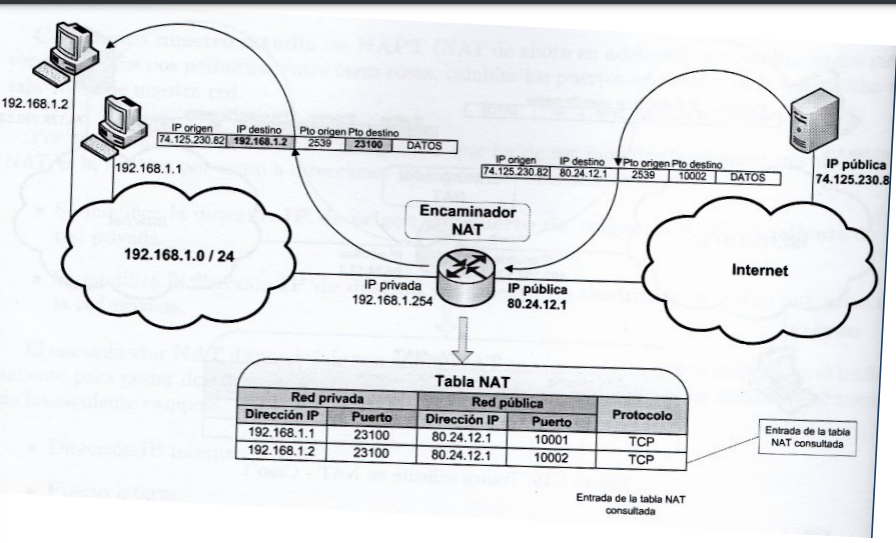 192.168.1.2
192.168.1.1
IP origen IP destino Pto origen Pto destino
74.125.230.82 192.168.1.2 2539 23100 DATOS
IP origen IP destino Pto origen Pto destino
74.125.230.82 80.24.12.1 2539 10002 DATOS
IP pública
74.125.230.8
Encaminador
NAT
192.168.1.0 / 24
Internet
IP privada
192.168.1.254
IP pública
80.24.12.1
Tabla NAT
Red privada Red pública Protocolo
Dirección IP Puerto Dirección IP Puerto
192.168.1.1 23100 80.24.12.1 10001 TCP
192.168.1.2 23100 80.24.12.1 10002 TCP
Entrada de la tabla
NAT consultada
Entrada de la tabla NAT
consultada